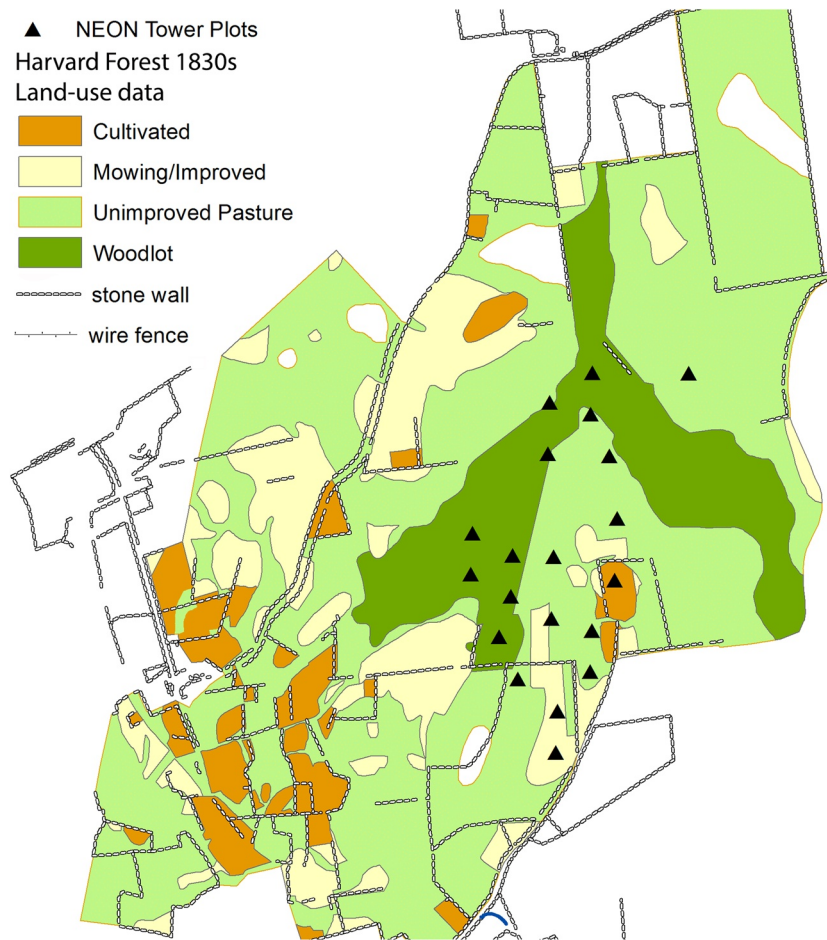 NEON Tower Plots
Harvard Forest 1830s
Land-use data
Cultivated
Mowing/Improved
Unimproved Pasture
Woodlot
stone wall
wire fence